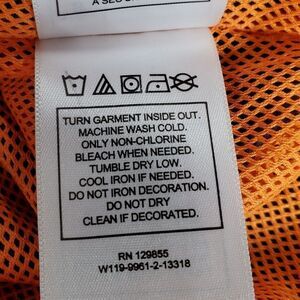 TURN GARMENT INSIDE OUT.
MACHINE WASH COLD.
ONLY NON-CHLORINE
BLEACH WHEN NEEDED.
TUMBLE DRY LOW.
COOL IRON IF NEEDED.
DO NOT IRON DECORATION.
DO NOT DRY
CLEAN IF DECORATED.
RN 129855
W119-9961-2-13318